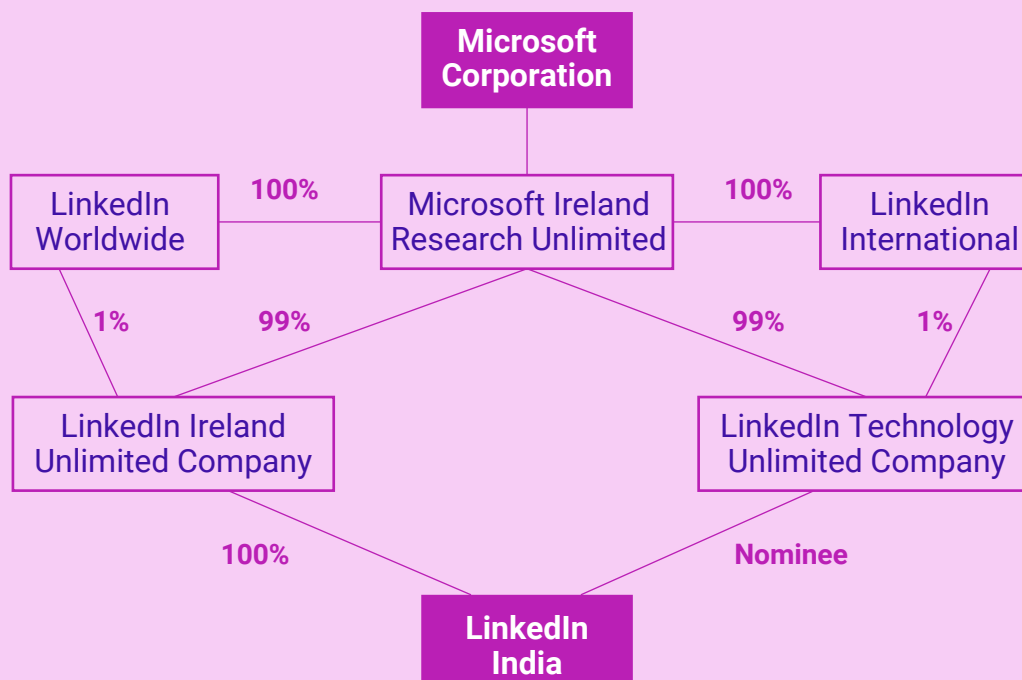 Microsoft
Corporation
100%
100%
LinkedIn
Worldwide
Microsoft Ireland
Research Unlimited
LinkedIn
International
1%
99%
99%
1%
LinkedIn Ireland
Unlimited Company
LinkedIn Technology
Unlimited Company
100%
Nominee
LinkedIn
India